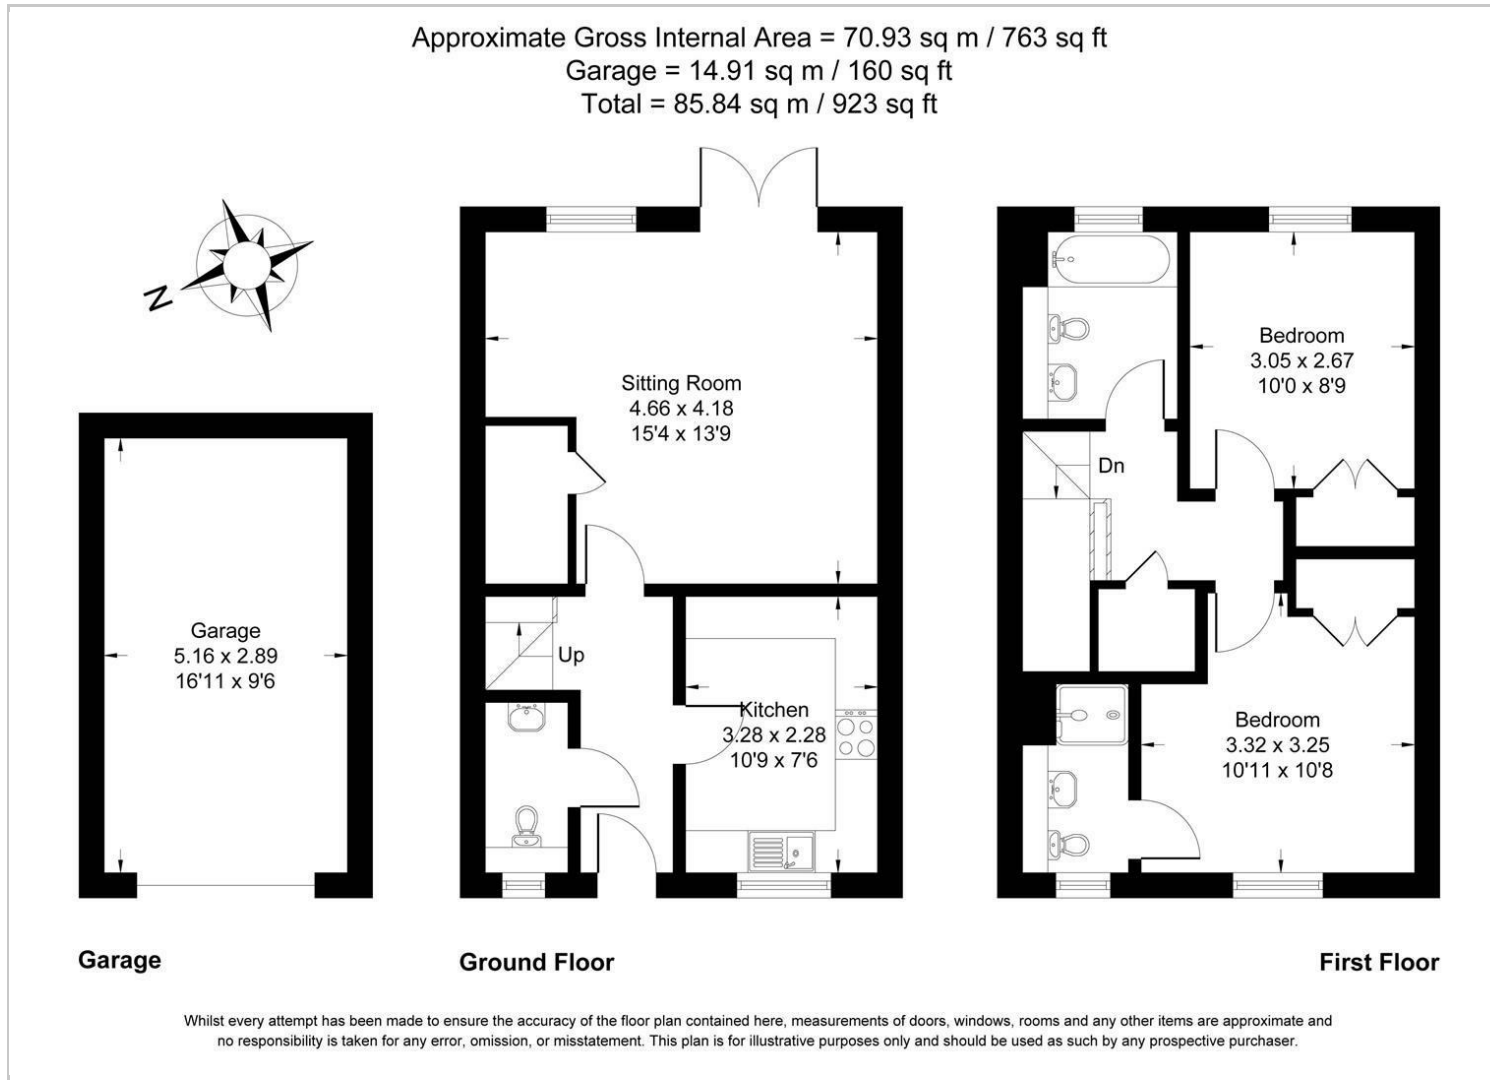 Approximate Gross Internal Area = 70.93 sq m / 763 sq ft
Garage = 14.91 sq m / 160 sq ft
Total = 85.84 sq m / 923 sq ft
N
Sitting Room
4.66 x 4.18
15'4 x 13'9
Bedroom
3.05 x 2.67
10'0 x 8'9
Dn
Garage
5.16 x 2.89
16'11 x 9'6
Up
Kitchen
3.28 x 2.28
10'9 x 7'6
Bedroom
3.32 x 3.25
10'11 x 10'8
Garage
Ground Floor
First Floor
Whilst every attempt has been made to ensure the accuracy of the floor plan contained here, measurements of doors, windows, rooms and any other items are approximate and
no responsibility is taken for any error, omission, or misstatement. This plan is for illustrative purposes only and should be used as such by any prospective purchaser.